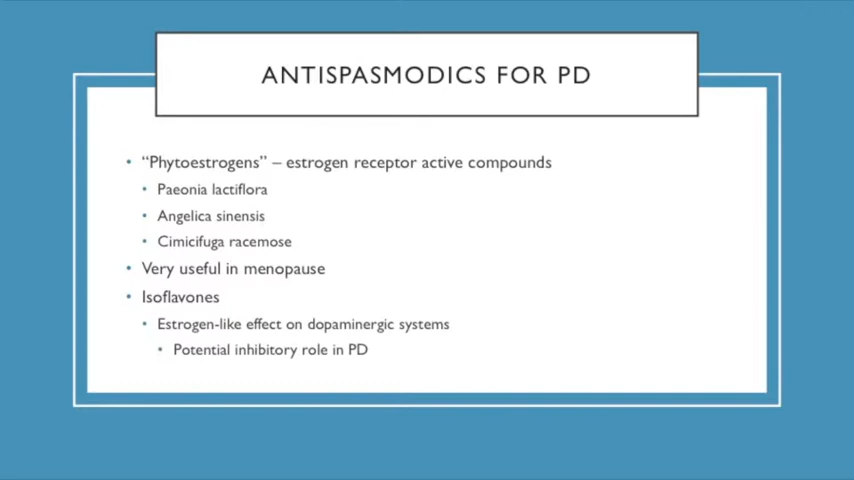 ANTISPASMODICS FOR PD
• “Phytoestrogens” – estrogen receptor active compounds
• Paeonia lactiflora
• Angelica sinensis
• Cimicifuga racemose
• Very useful in menopause
• Isoflavones
• Estrogen-like effect on dopaminergic systems
• Potential inhibitory role in PD